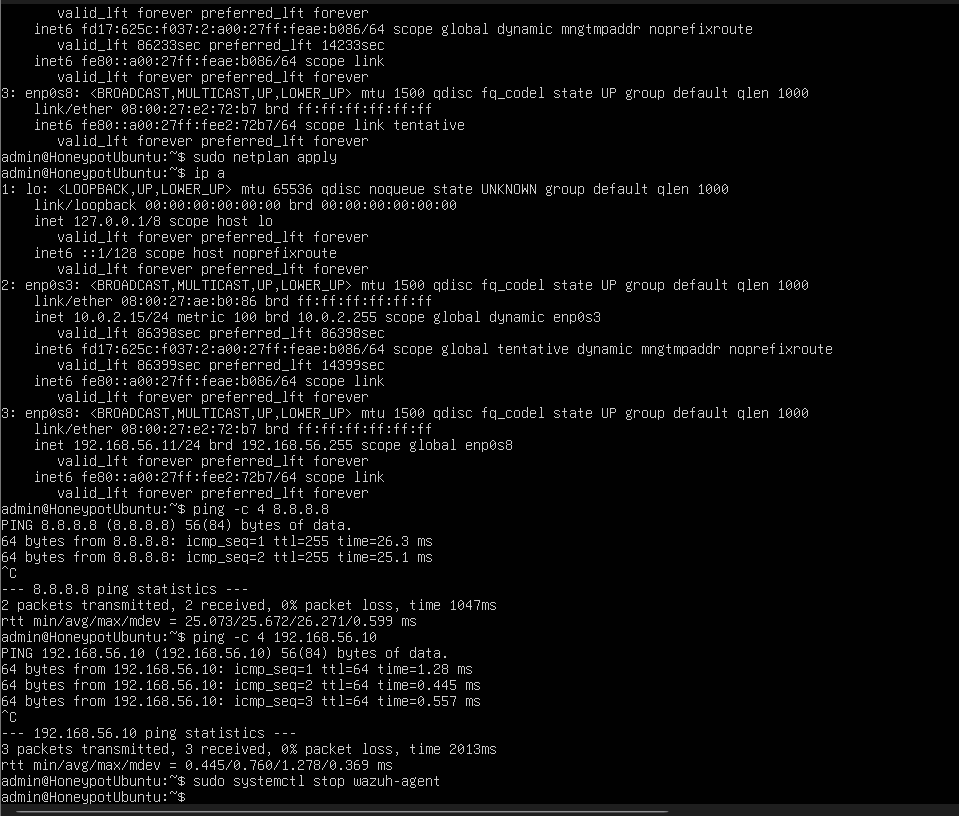 valid_lft forever preferred_lft forever
inet6 fd17:625c:f037:2:a00:27ff:feae:b086/64 scope global dynamic mngtmpaddr noprefixroute
valid_lft 86233sec preferred_lft 14233sec
inet6 fe80::a00:27ff:feae:b086/64 scope link
valid_lft forever preferred_lft forever
3: enp0s8: <BROADCAST,MULTICAST,UP,LOWER_UP> mtu 1500 qdisc fq_codel state UP group default qlen 1000
link/ether 08:00:27:e2:72:b7 brd ff:ff:ff:ff:ff:ff
inet6 fe80::a00:27ff:fee2:72b7/64 scope link tentative
valid_lft forever preferred_lft forever
admin@HoneypotUbuntu:~$ sudo netplan apply
admin@HoneypotUbuntu:~$ ip a
1: lo: <LOOPBACK,UP,LOWER_UP> mtu 65536 qdisc noqueue state UNKNOWN group default qlen 1000
link/loopback 00:00:00:00:00:00 brd 00:00:00:00:00:00
inet 127.0.0.1/8 scope host lo
valid_lft forever preferred_lft forever
inet6 ::1/128 scope host noprefixroute
valid_lft forever preferred_lft forever
2: enp0s3: <BROADCAST,MULTICAST,UP,LOWER_UP> mtu 1500 qdisc fq_codel state UP group default qlen 1000
link/ether 08:00:27:ae:b0:86 brd ff:ff:ff:ff:ff:ff
inet 10.0.2.15/24 metric 100 brd 10.0.2.255 scope global dynamic enp0s3
valid_lft 86398sec preferred_lft 86398sec
inet6 fd17:625c:f037:2:a00:27ff:feae:b086/64 scope global tentative dynamic mngtmpaddr noprefixroute
valid_lft 86399sec preferred_lft 14399sec
inet6 fe80::a00:27ff:feae:b086/64 scope link
valid_lft forever preferred_lft forever
3: enp0s8: <BROADCAST,MULTICAST,UP,LOWER_UP> mtu 1500 qdisc fq_codel state UP group default qlen 1000
link/ether 08:00:27:e2:72:b7 brd ff:ff:ff:ff:ff:ff
inet 192.168.56.11/24 brd 192.168.56.255 scope global enp0s8
valid_lft forever preferred_lft forever
inet6 fe80::a00:27ff:fee2:72b7/64 scope link
valid_lft forever preferred_lft forever
admin@HoneypotUbuntu:~$ ping -c 4 8.8.8.8
PING 8.8.8.8 (8.8.8.8) 56(84) bytes of data.
64 bytes from 8.8.8.8: icmp_seq=1 ttl=255 time=26.3 ms
64 bytes from 8.8.8.8: icmp_seq=2 ttl=255 time=25.1 ms
^C
--- 8.8.8.8 ping statistics ---
2 packets transmitted, 2 received, 0% packet loss, time 1047ms
rtt min/avg/max/mdev = 25.073/25.672/26.271/0.599 ms
admin@HoneypotUbuntu:~$ ping -c 4 192.168.56.10
PING 192.168.56.10 (192.168.56.10) 56(84) bytes of data.
64 bytes from 192.168.56.10: icmp_seq=1 ttl=64 time=1.28 ms
64 bytes from 192.168.56.10: icmp_seq=2 ttl=64 time=0.445 ms
64 bytes from 192.168.56.10: icmp_seq=3 ttl=64 time=0.557 ms
^C
--- 192.168.56.10 ping statistics ---
3 packets transmitted, 3 received, 0% packet loss, time 2013ms
rtt min/avg/max/mdev = 0.445/0.760/1.278/0.369 ms
admin@HoneypotUbuntu:~$ sudo systemctl stop wazuh-agent
admin@HoneypotUbuntu:~$